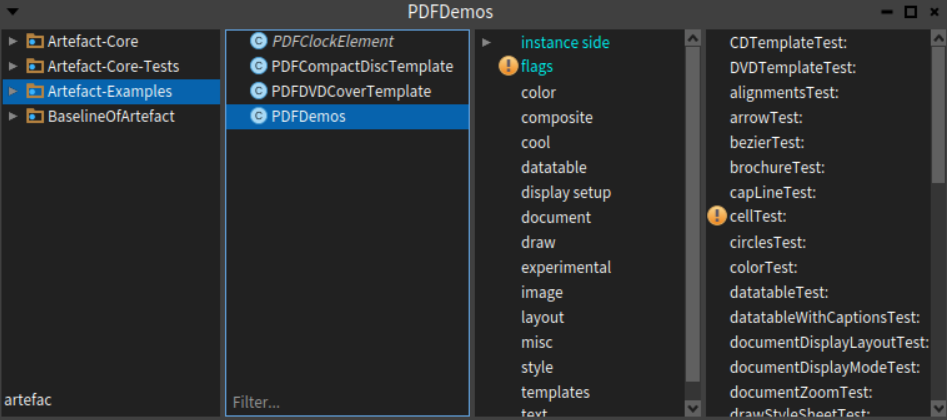 PDFDemos
Artefact-Core
Artefact-Core-Tests
Artefact-Examples
BaselineOfArtefact
artefac
PDFClockElement
PDFCompactDiscTemplate
PDFDVDCoverTemplate
PDFDemos
Filter...
instance side
flags
color
composite
cool
datatable
display setup
document
draw
experimental
image
layout
misc
style
templates
text
CDTemplateTest:
DVDTemplateTest:
alignmentsTest:
arrowTest:
bezierTest:
brochureTest:
capLineTest:
cellTest:
circlesTest:
colorTest:
datatableTest:
datatableWithCaptionsTest:
documentDisplayLayoutTest:
documentDisplayModeTest:
documentZoomTest:
drawStyleSheetTest: